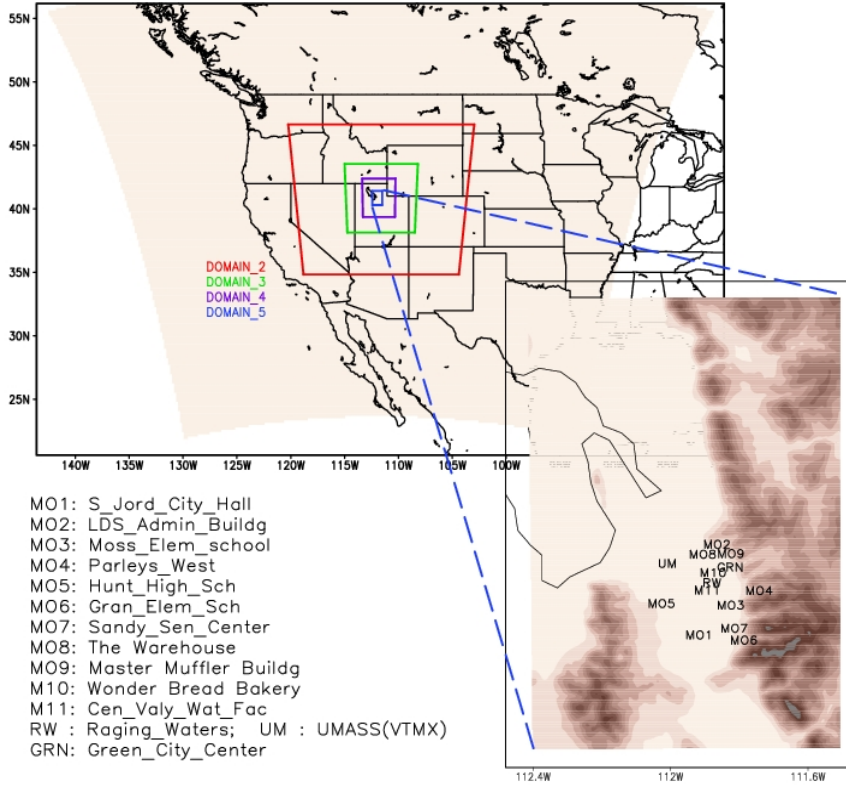 55N
50N
45N
40N
35N
30N
25N
DOMAIN_2
DOMAIN_3
DOMAIN_4
DOMAIN_5
140W 135W 130W 125W 120W 115W 110W 105W 100W
MO1: S_Jord_City_Hall
MO2: LDS_Admin_Buildg
MO3: Moss_Elem_school
MO4: Parleys_West
MO5: Hunt_High_Sch
MO6: Gran_Elem_Sch
MO7: Sandy_Sen_Center
MO8: The Warehouse
MO9: Master Muffler Buildg
M10: Wonder Bread Bakery
M11: Cen_Valy_Wat_Fac
RW : Raging_Waters; UM : UMASS(VTMX)
GRN: Green_City_Center
MO2
MO8 MO9
UM GRN
M10
RW
M11 MO4
MO5 MO3
MO7
MO1 MO6
112.4W 112W 111.6W